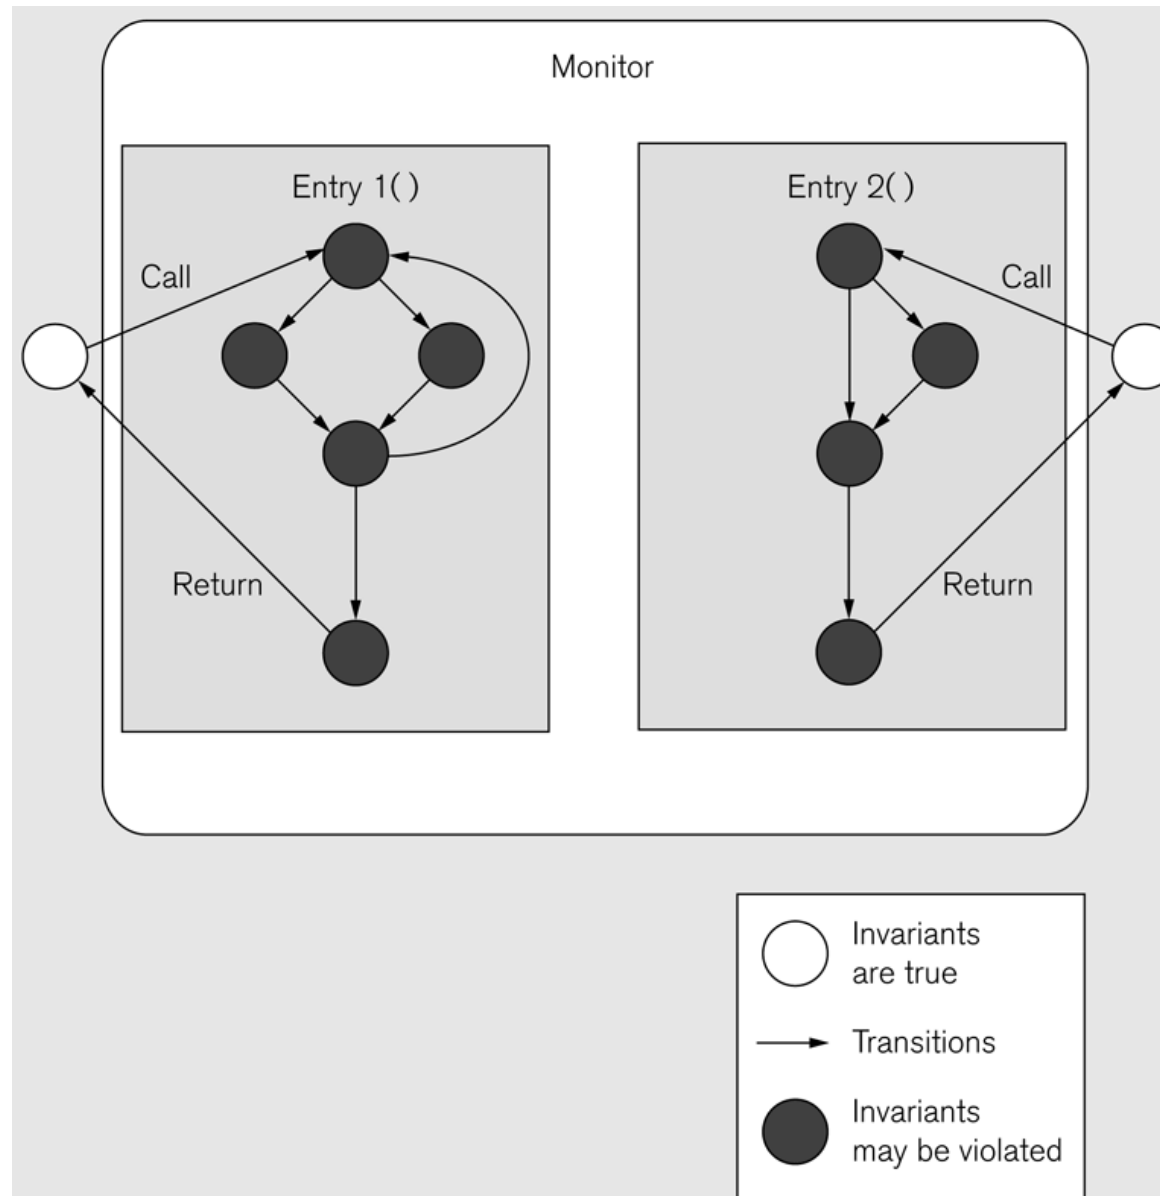 Monitor
Entry 1( )
Entry 2( )
Call
Call
Return
Return
Invariants
are true
Transitions
Invariants
may be violated